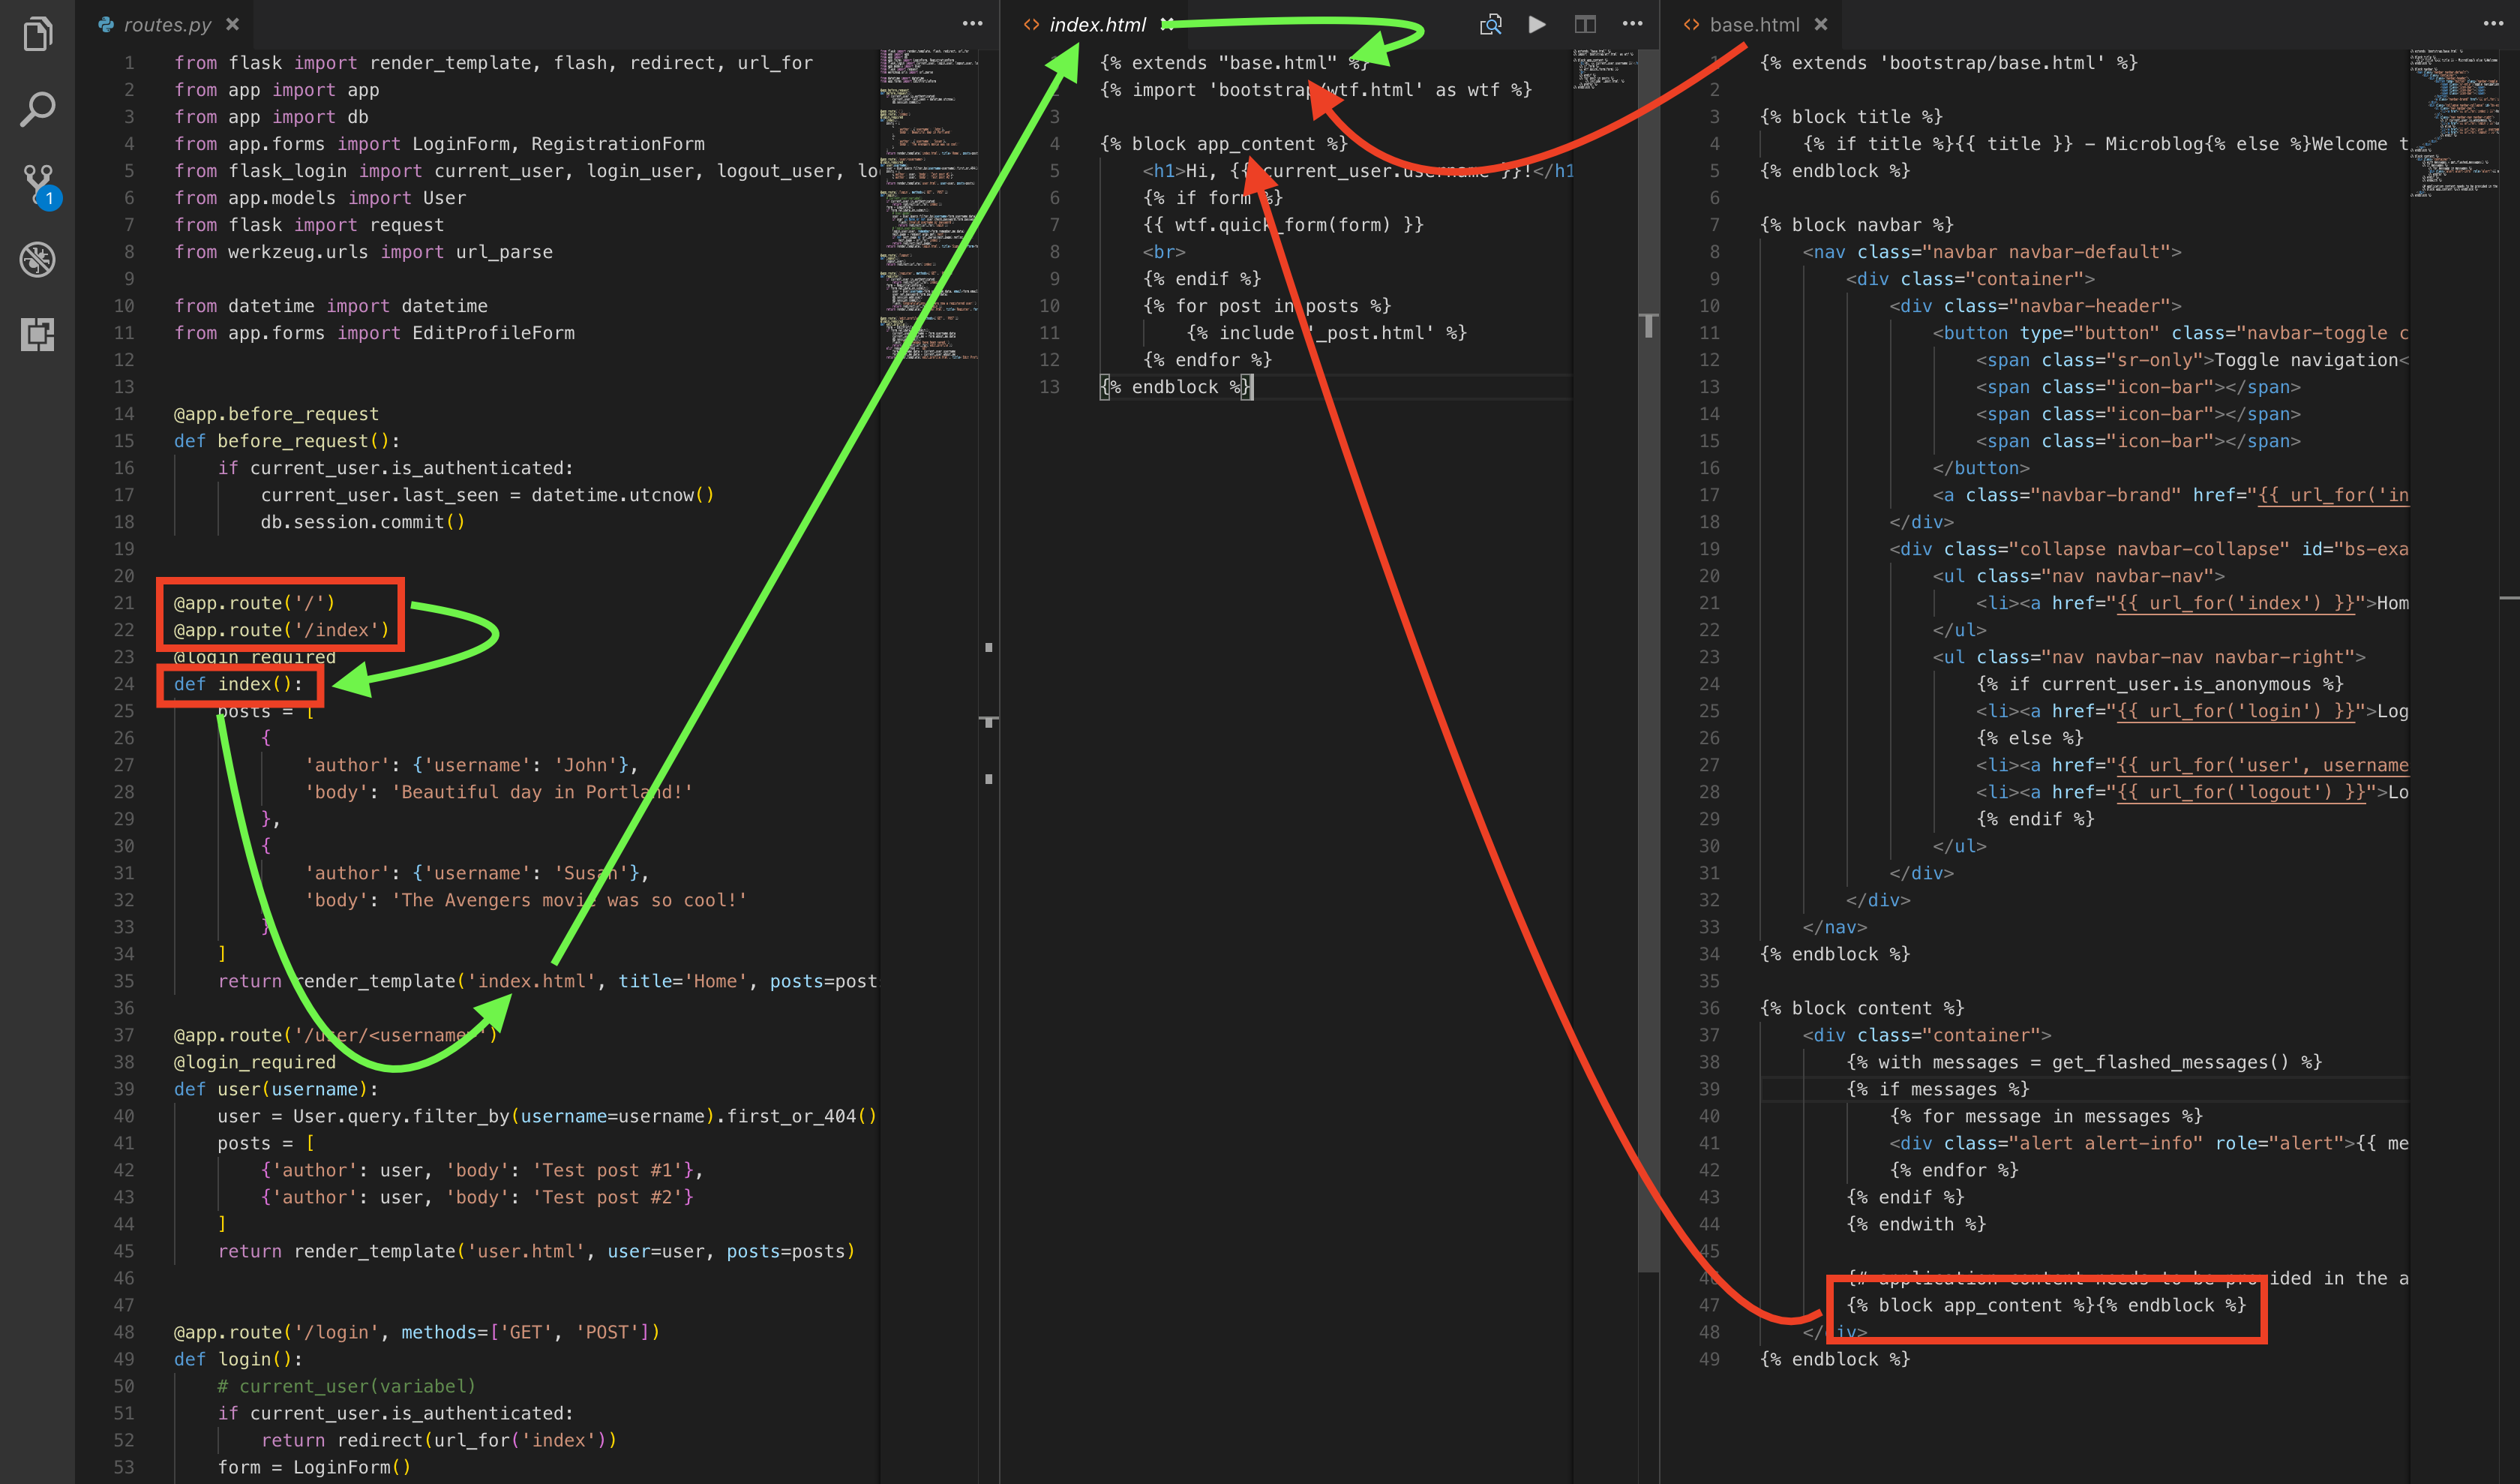 routes.py
1 from flask import render_template, flash, redirect, url_for
2 from app import app
3 from app import db
4 from app.forms import LoginForm, RegistrationForm
5 from flask_login import current_user, login_user, logout_user, lo
6 from app.models import User
7 from flask import request
8 from werkzeug.urls import url_parse
9
10 from datetime import datetime
11 from app.forms import EditProfileForm
12
13
14 @app.before_request
15 def before_request():
16 if current_user.is_authenticated:
17 current_user.last_seen = datetime.utcnow()
18 db.session.commit()
19
20
21 @app.route('/')
22 @app.route('/index')
23 @login_required
24 def index():
25 posts = [
26 {
27 'author': {'username': 'John'},
28 'body': 'Beautiful day in Portland!'
29 },
30 {
31 'author': {'username': 'Susan'},
32 'body': 'The Avengers movie was so cool!'
33 }
34 ]
35 return render_template('index.html', title='Home', posts=post
36
37 @app.route('/user/<username>')
38 @login_required
39 def user(username):
40 user = User.query.filter_by(username=username).first_or_404()
41 posts = [
42 {'author': user, 'body': 'Test post #1'},
43 {'author': user, 'body': 'Test post #2'}
44 ]
45 return render_template('user.html', user=user, posts=posts)
46
47
48 @app.route('/login', methods=['GET', 'POST'])
49 def login():
50 # current_user(variabel)
51 if current_user.is_authenticated:
52 return redirect(url_for('index'))
53 form = LoginForm()
1
index.html
{% extends "base.html" %}
{% import 'bootstrap/wtf.html' as wtf %}
3
4 {% block app_content %}
5 <h1>Hi, {{ current_user.username }}!</h1
6 {% if form %}
7 {{ wtf.quick_form(form) }}
8 <br>
9 {% endif %}
10 {% for post in posts %}
11 {% include '_post.html' %}
12 {% endfor %}
13 {% endblock %}
base.html
1 {% extends 'bootstrap/base.html' %}
2
3 {% block title %}
4 {% if title %}{{ title }} - Microblog{% else %}Welcome t
5 {% endblock %}
6
7 {% block navbar %}
8 <nav class="navbar navbar-default">
9 <div class="container">
10 <div class="navbar-header">
11 <button type="button" class="navbar-toggle c
12 <span class="sr-only">Toggle navigation<
13 <span class="icon-bar"></span>
14 <span class="icon-bar"></span>
15 <span class="icon-bar"></span>
16 </button>
17 <a class="navbar-brand" href="{{ url_for('in
18 </div>
19 <div class="collapse navbar-collapse" id="bs-exa
20 <ul class="nav navbar-nav">
21 <li><a href="{{ url_for('index') }}">Hom
22 </ul>
23 <ul class="nav navbar-nav navbar-right">
24 {% if current_user.is_anonymous %}
25 <li><a href="{{ url_for('login') }}">Log
26 {% else %}
27 <li><a href="{{ url_for('user', username
28 <li><a href="{{ url_for('logout') }}">Lo
29 {% endif %}
30 </ul>
31 </div>
32 </div>
33 </nav>
34 {% endblock %}
35
36 {% block content %}
37 <div class="container">
38 {% with messages = get_flashed_messages() %}
39 {% if messages %}
40 {% for message in messages %}
41 <div class="alert alert-info" role="alert">{{ me
42 {% endfor %}
43 {% endif %}
44 {% endwith %}
45
46 {# application content needs to be provided in the a
47 {% block app_content %}{% endblock %}
48 </div>
49 {% endblock %}